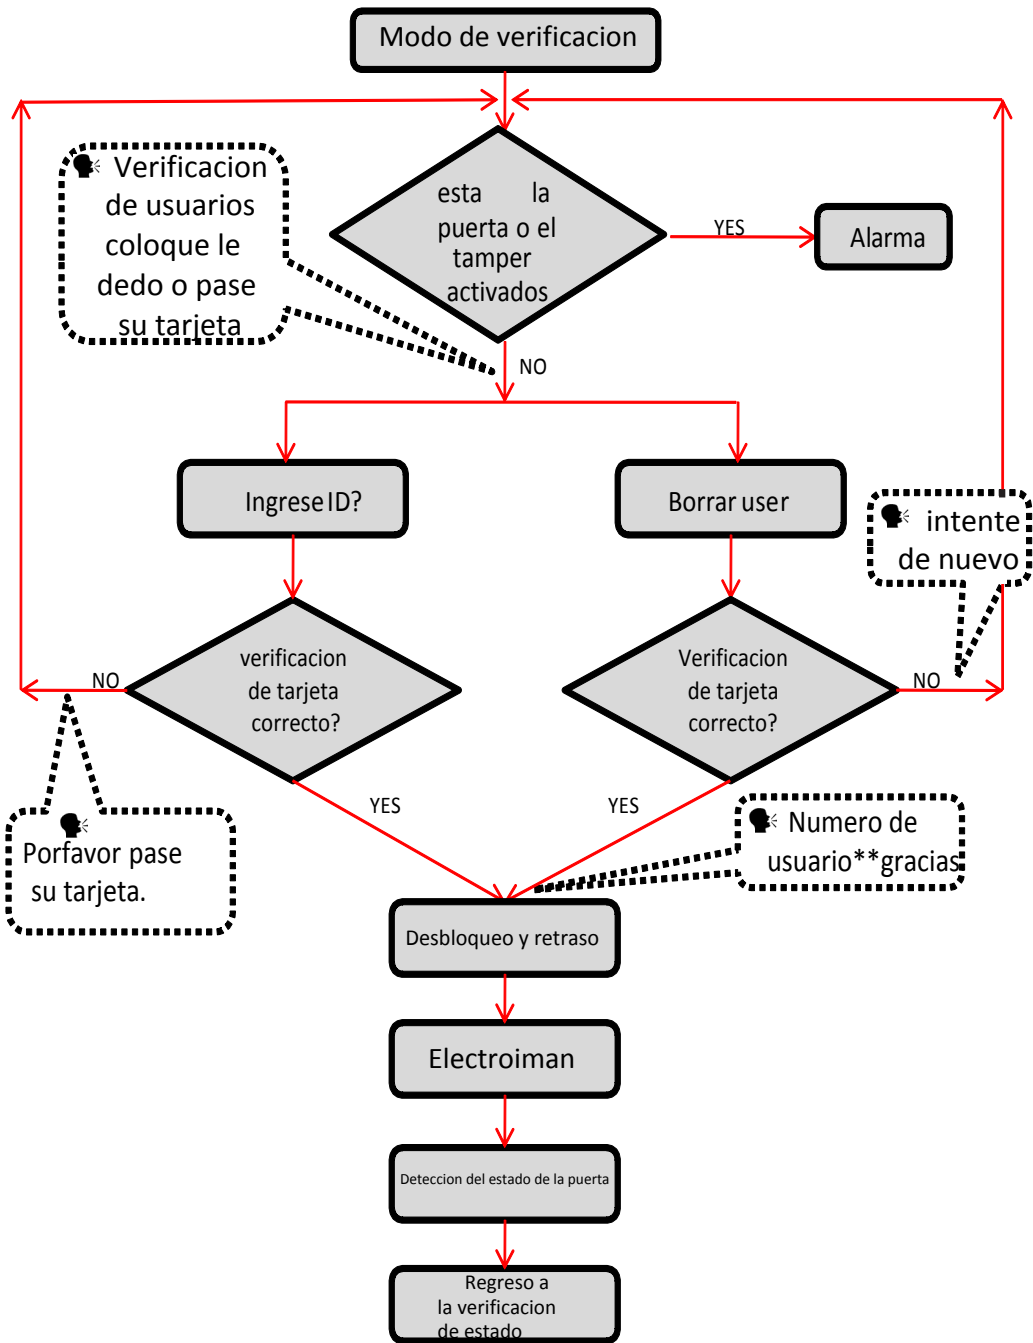 Modo de verificacion
Verificacion
de usuarios
coloque le
dedo o pase
su tarjeta
esta la
puerta o el
tamper
activados
YES
Alarma
NO
Ingrese ID?
Borrar user
intente
de nuevo
verificacion
de tarjeta
correcto?
NO
Verificacion
de tarjeta
correcto?
NO
YES
YES
Porfavor pase
su tarjeta.
Numero de
usuario**gracias
Desbloqueo y retraso
Electroiman
Deteccion del estado de la puerta
Regreso a
la verificacion
de estado